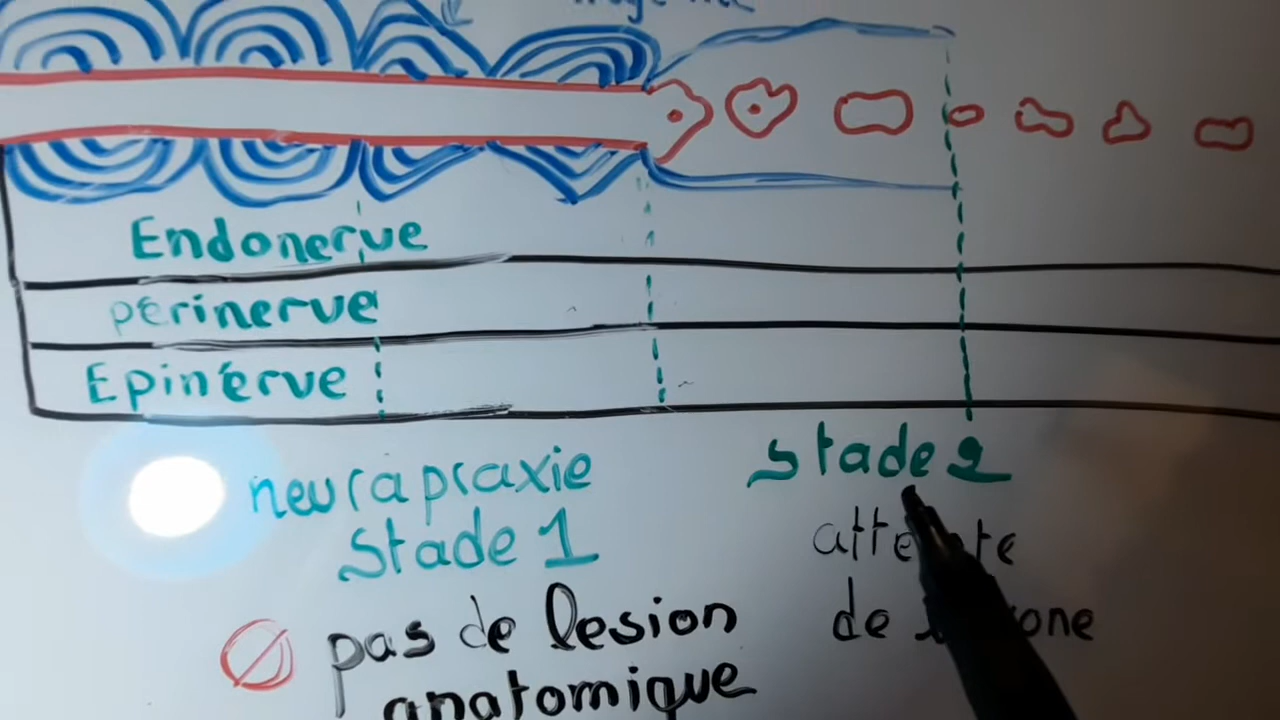 Endonerve
périnerve
Epinérve
neurapraxie
Stade 1
pas de lesion
anatomique
Stade 2
de